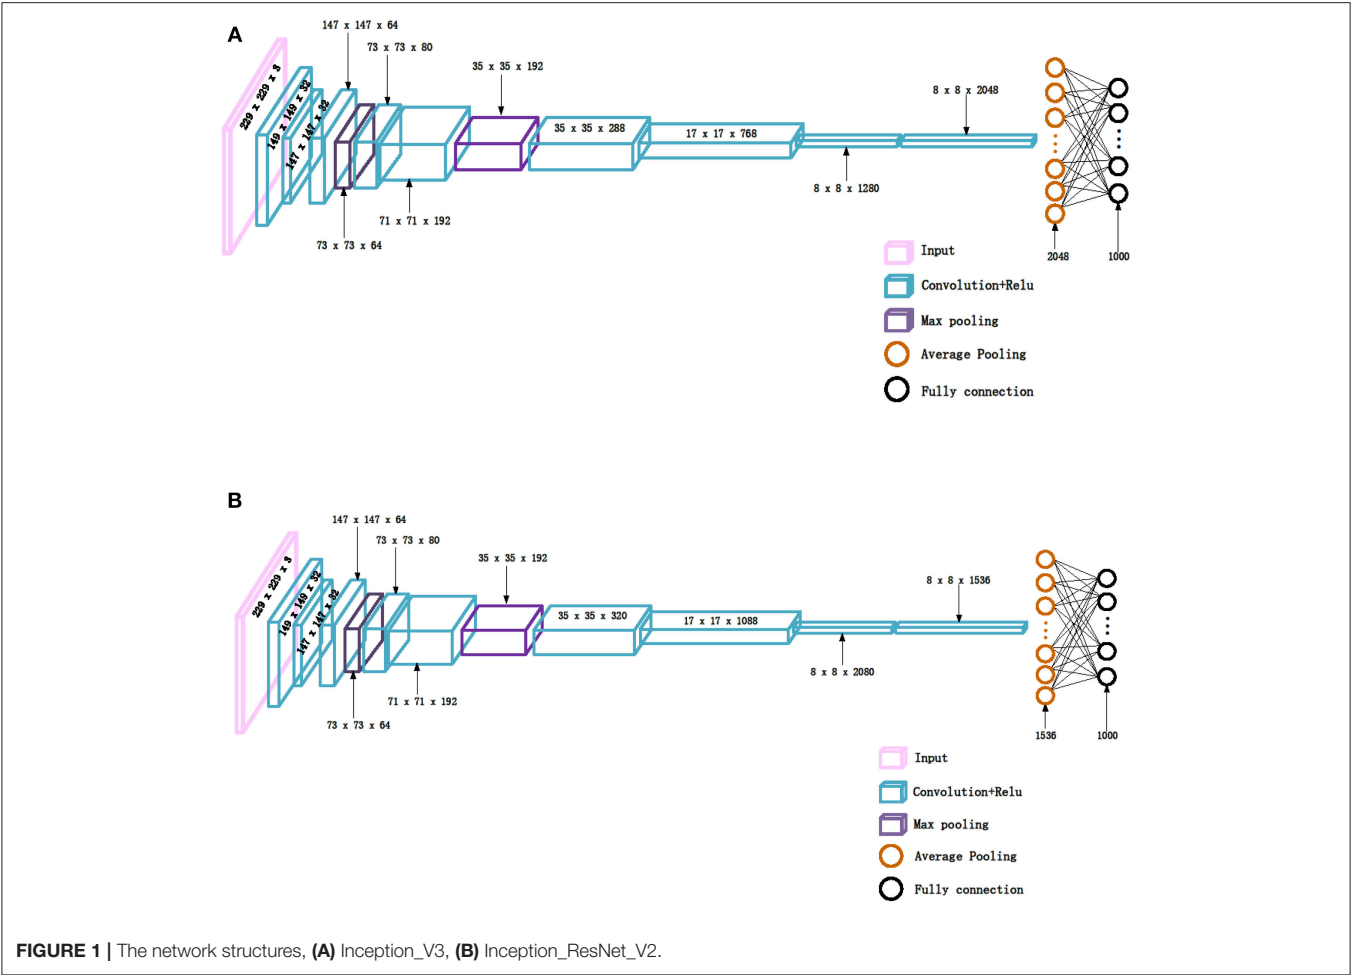 A
147 x 147 x 64
73 x 73 x 80
35 x 35 x 192
8 x 8 x 2048
229 x 229 x 3
149 x 149 x 32
147 x 147 x 32
35 x 35 x 288
17 x 17 x 768
8 x 8 x 1280
71 x 71 x 192
73 x 73 x 64
2048
1000
Input
Convolution+Relu
Max pooling
Average Pooling
Fully connection
B
147 x 147 x 64
73 x 73 x 80
35 x 35 x 192
8 x 8 x 1536
229 x 229 x 3
149 x 149 x 32
147 x 147 x 32
35 x 35 x 320
17 x 17 x 1088
8 x 8 x 2080
71 x 71 x 192
73 x 73 x 64
1536
1000
Input
Convolution+Relu
Max pooling
Average Pooling
Fully connection
FIGURE 1 | The network structures, (A) Inception_V3, (B) Inception_ResNet_V2.